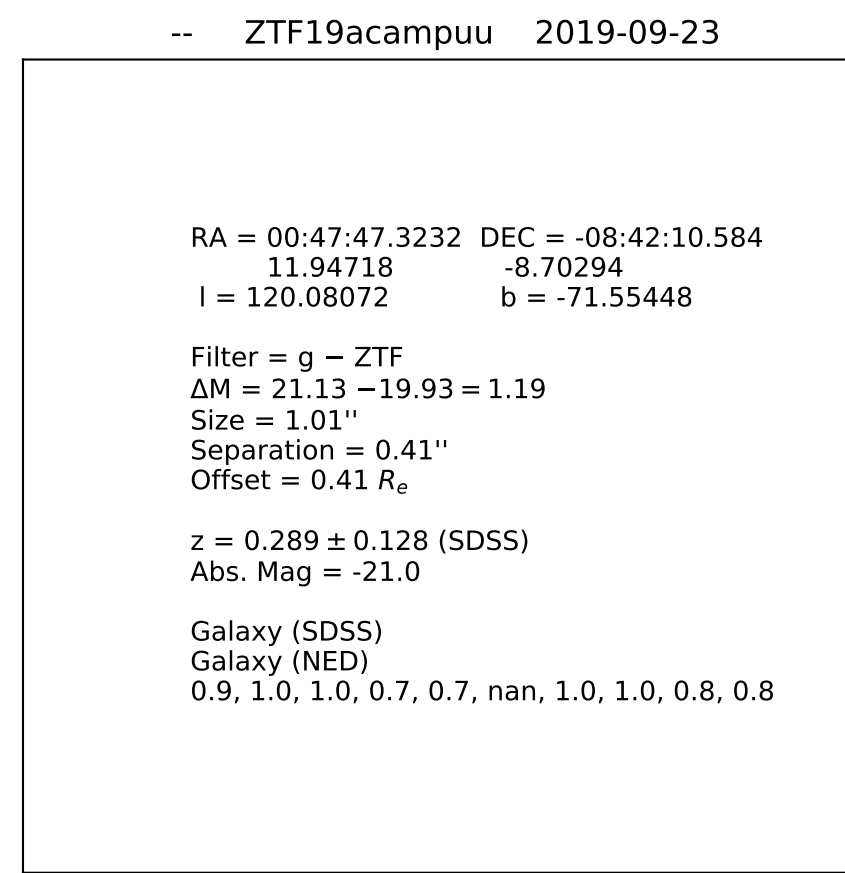 -- ZTF19acampuu 2019-09-23
RA = 00:47:47.3232 DEC = -08:42:10.584
11.94718 -8.70294
l = 120.08072 b = -71.55448
Filter = g − ZTF
ΔM = 21.13 −19.93 = 1.19
Size = 1.01''
Separation = 0.41''
Offset = 0.41 Re
z = 0.289 ± 0.128 (SDSS)
Abs. Mag = -21.0
Galaxy (SDSS)
Galaxy (NED)
0.9, 1.0, 1.0, 0.7, 0.7, nan, 1.0, 1.0, 0.8, 0.8